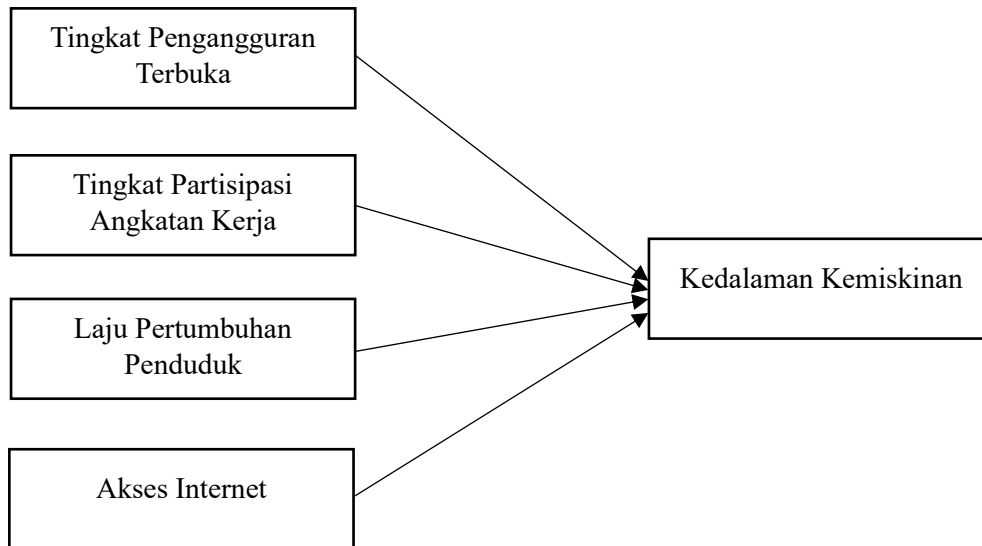 Tingkat Pengangguran
Terbuka
Tingkat Partisipasi
Angkatan Kerja
Kedalaman Kemiskinan
Laju Pertumbuhan
Penduduk
Akses Internet